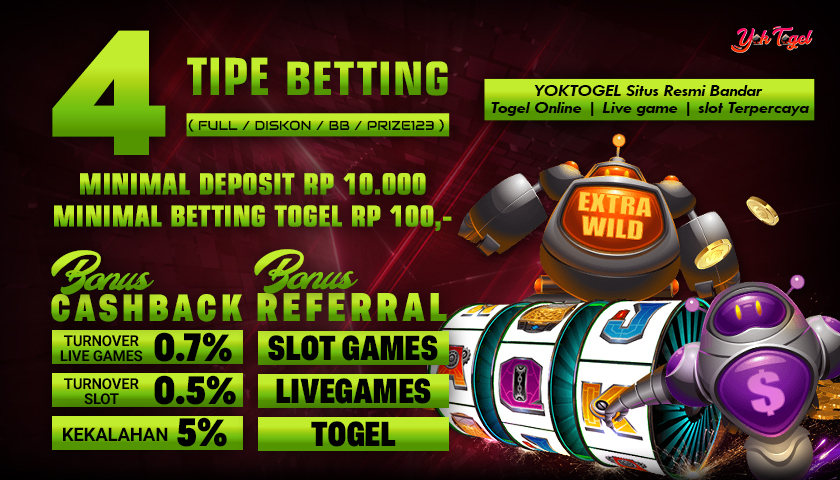 Yok Togel
4
TIPE BETTING
( FULL / DISKON / BB / PRIZE123 )
YOKTOGEL Situs Resmi Bandar
Togel Online | Live game | slot Terpercaya
MINIMAL DEPOSIT RP 10.000
MINIMAL BETTING TOGEL RP 100,-
EXTRA
WILD
Bonus
CASHBACK
TURNOVER
LIVE GAMES 0.7%
TURNOVER
SLOT 0.5%
KEKALAHAN 5%
Bonus
REFERRAL
SLOT GAMES
LIVEGAMES
TOGEL
J
K
$